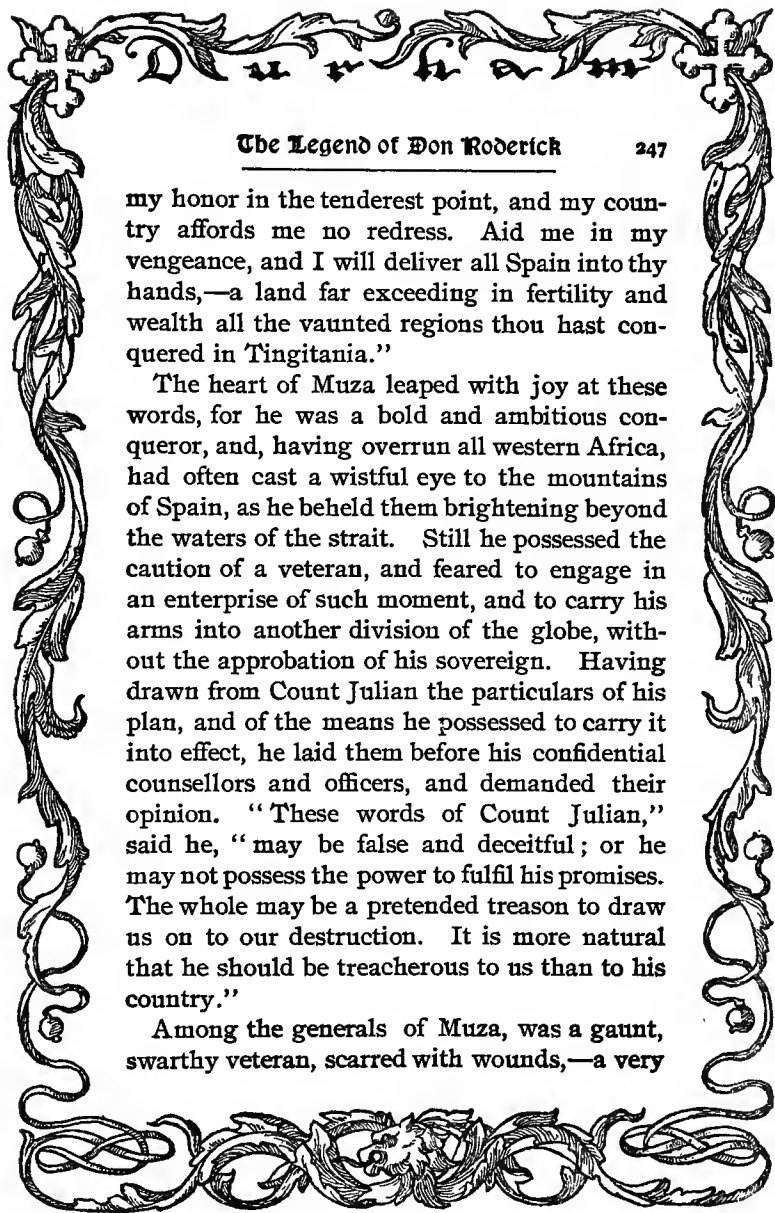 Durham
The Legend of Don Roderick 247
my honor in the tenderest point, and my coun-
try affords me no redress. Aid me in my
vengeance, and I will deliver all Spain into thy
hands,—a land far exceeding in fertility and
wealth all the vaunted regions thou hast con-
quered in Tingitania."
The heart of Muza leaped with joy at these
words, for he was a bold and ambitious con-
queror, and, having overrun all western Africa,
had often cast a wistful eye to the mountains
of Spain, as he beheld them brightening beyond
the waters of the strait. Still he possessed the
caution of a veteran, and feared to engage in
an enterprise of such moment, and to carry his
arms into another division of the globe, with-
out the approbation of his sovereign. Having
drawn from Count Julian the particulars of his
plan, and of the means he possessed to carry it
into effect, he laid them before his confidential
counsellors and officers, and demanded their
opinion. "These words of Count Julian,"
said he, "may be false and deceitful; or he
may not possess the power to fulfil his promises.
The whole may be a pretended treason to draw
us on to our destruction. It is more natural
that he should be treacherous to us than to his
country."
Among the generals of Muza, was a gaunt,
swarthy veteran, scarred with wounds,—a very